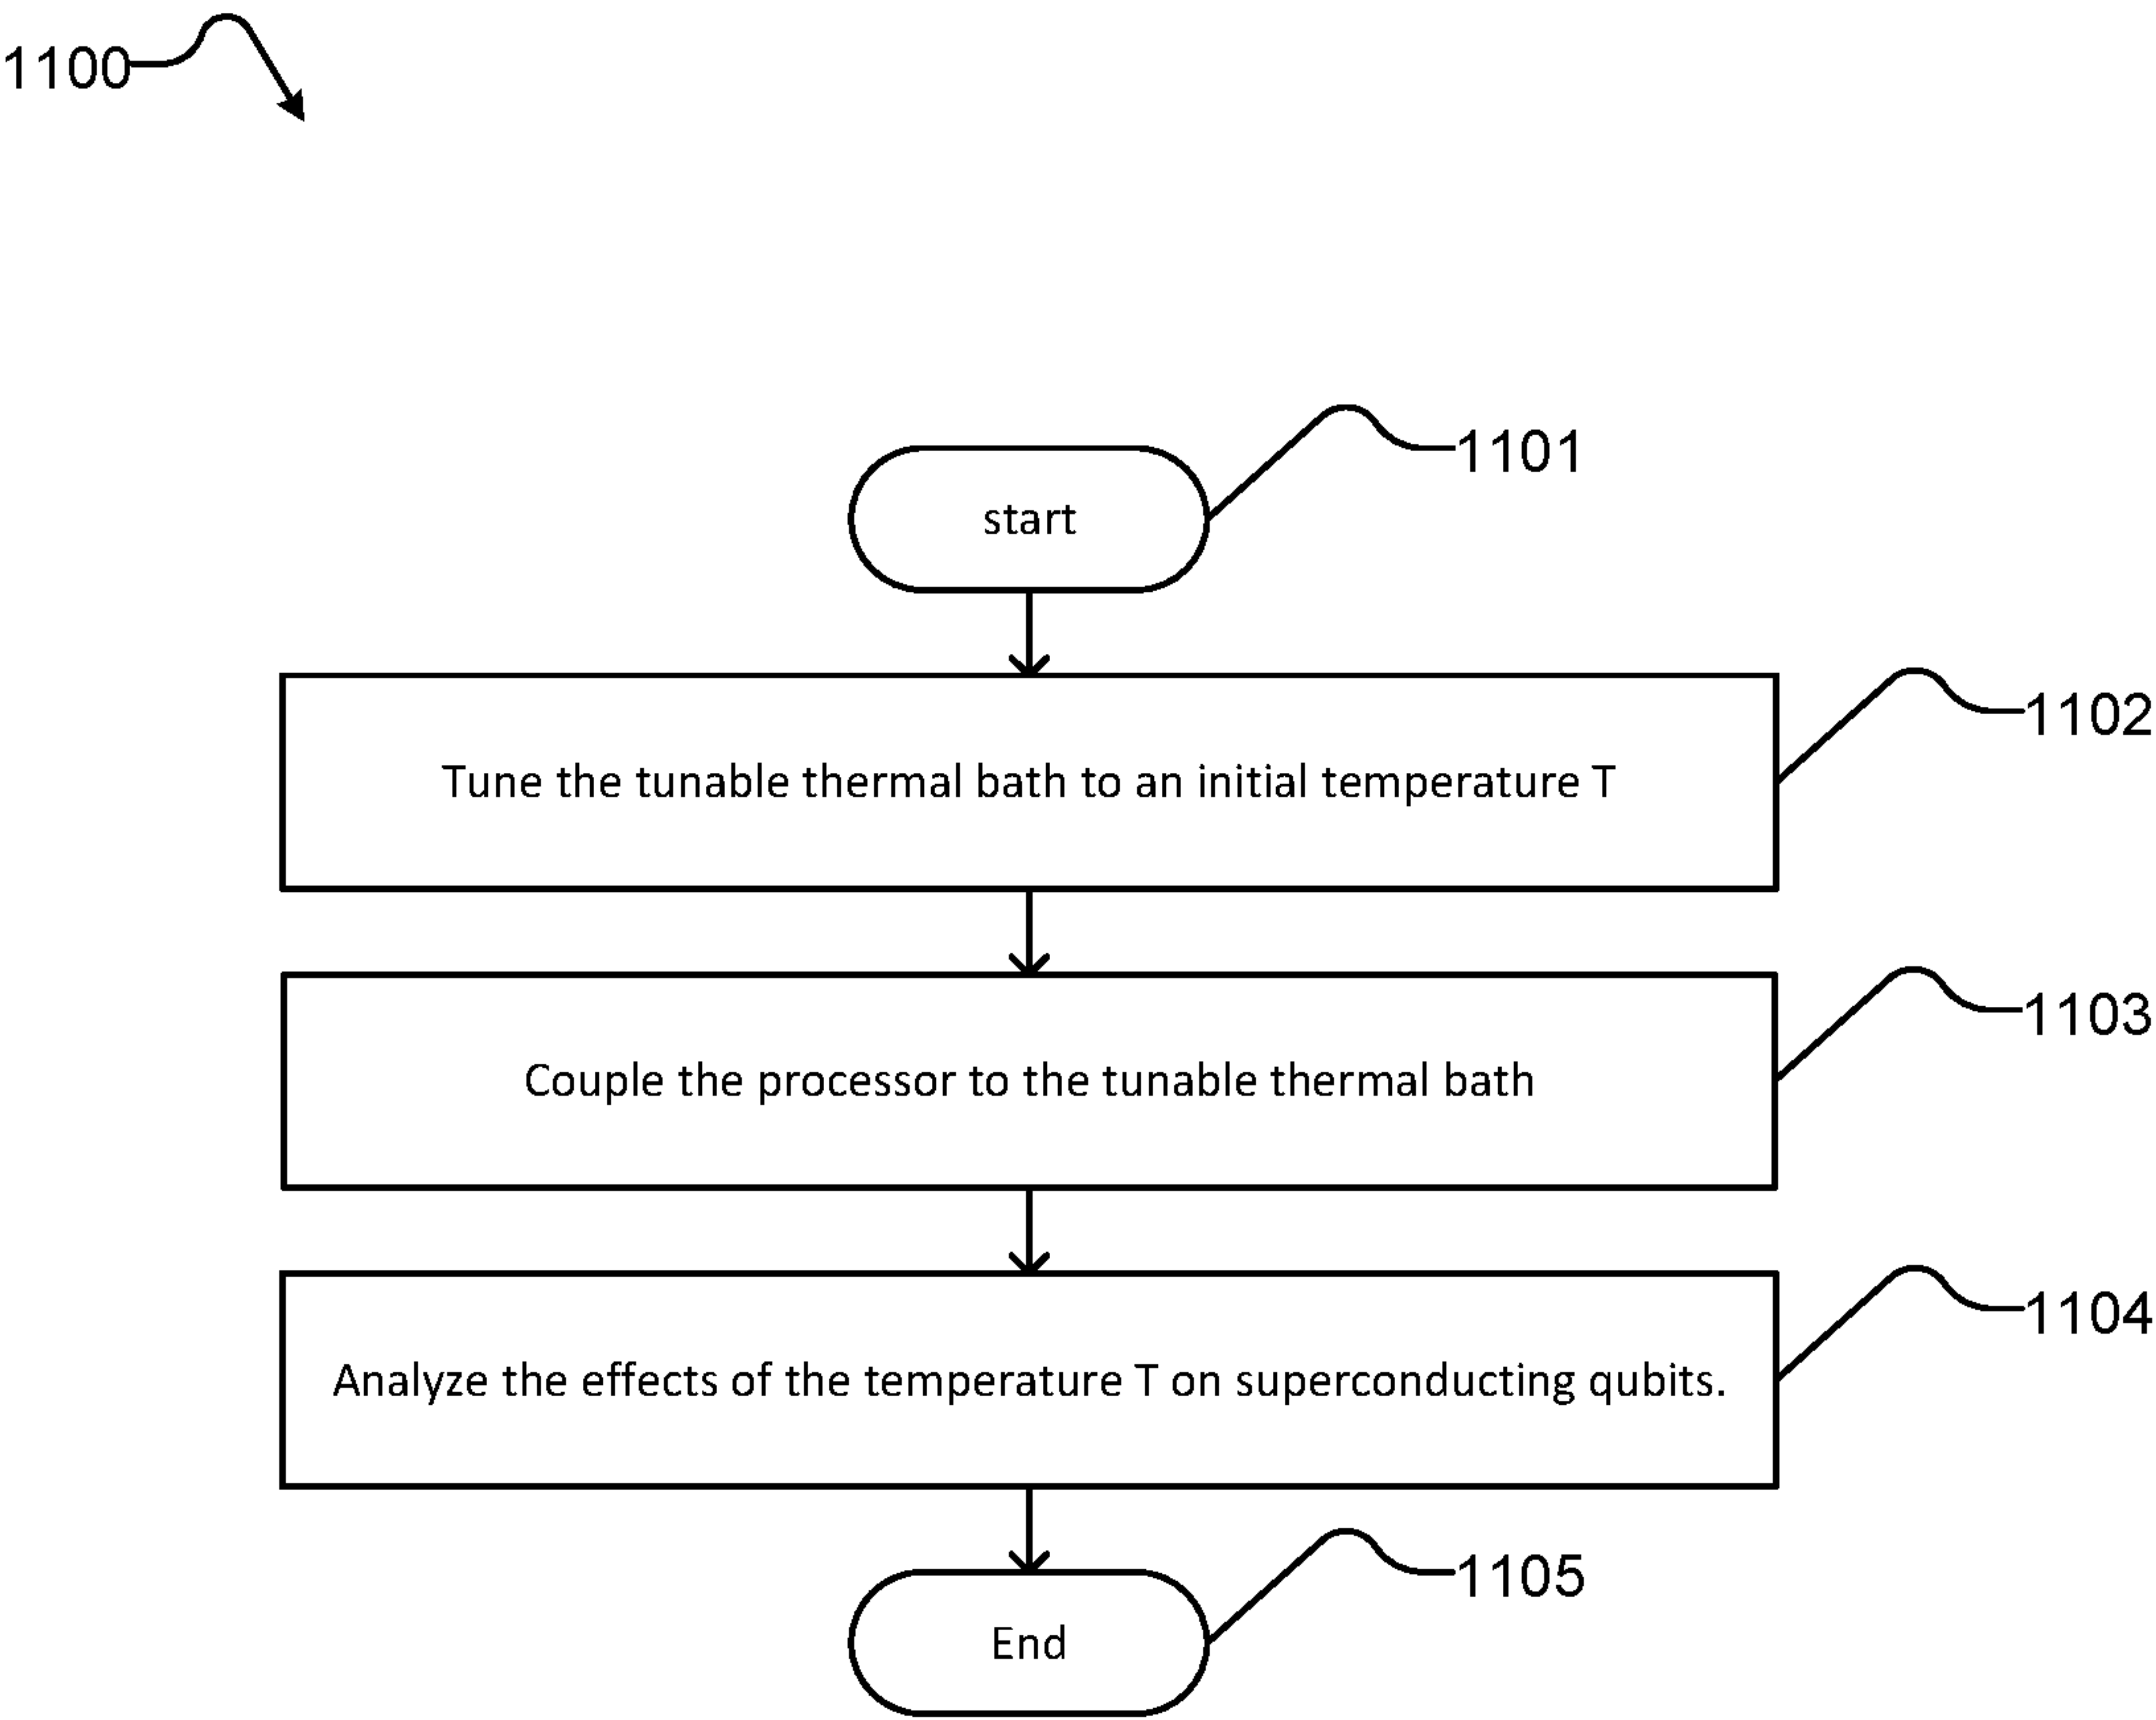 1100
1101
start
1102
Tune the tunable thermal bath to an initial temperature T
1103
Couple the processor to the tunable thermal bath
1104
Analyze the effects of the temperature T on superconducting qubits.
1105
End